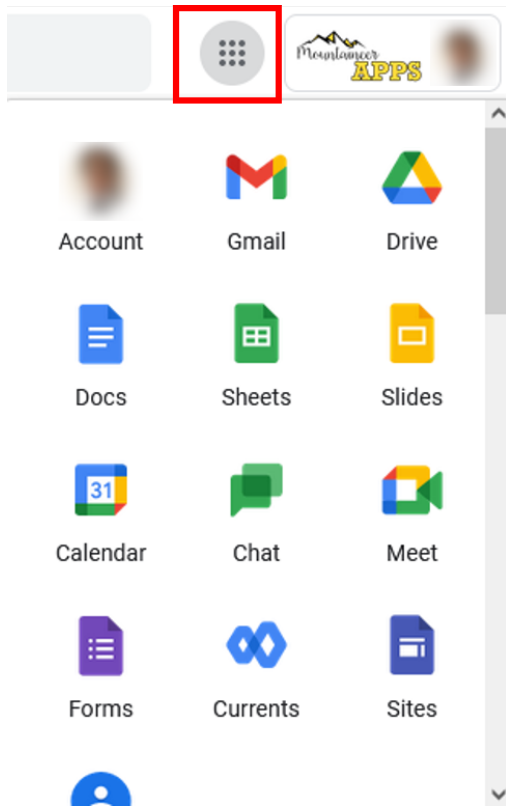 Mountaineer
APPS
Account Gmail Drive
Docs Sheets Slides
31
Calendar Chat Meet
Forms Currents Sites